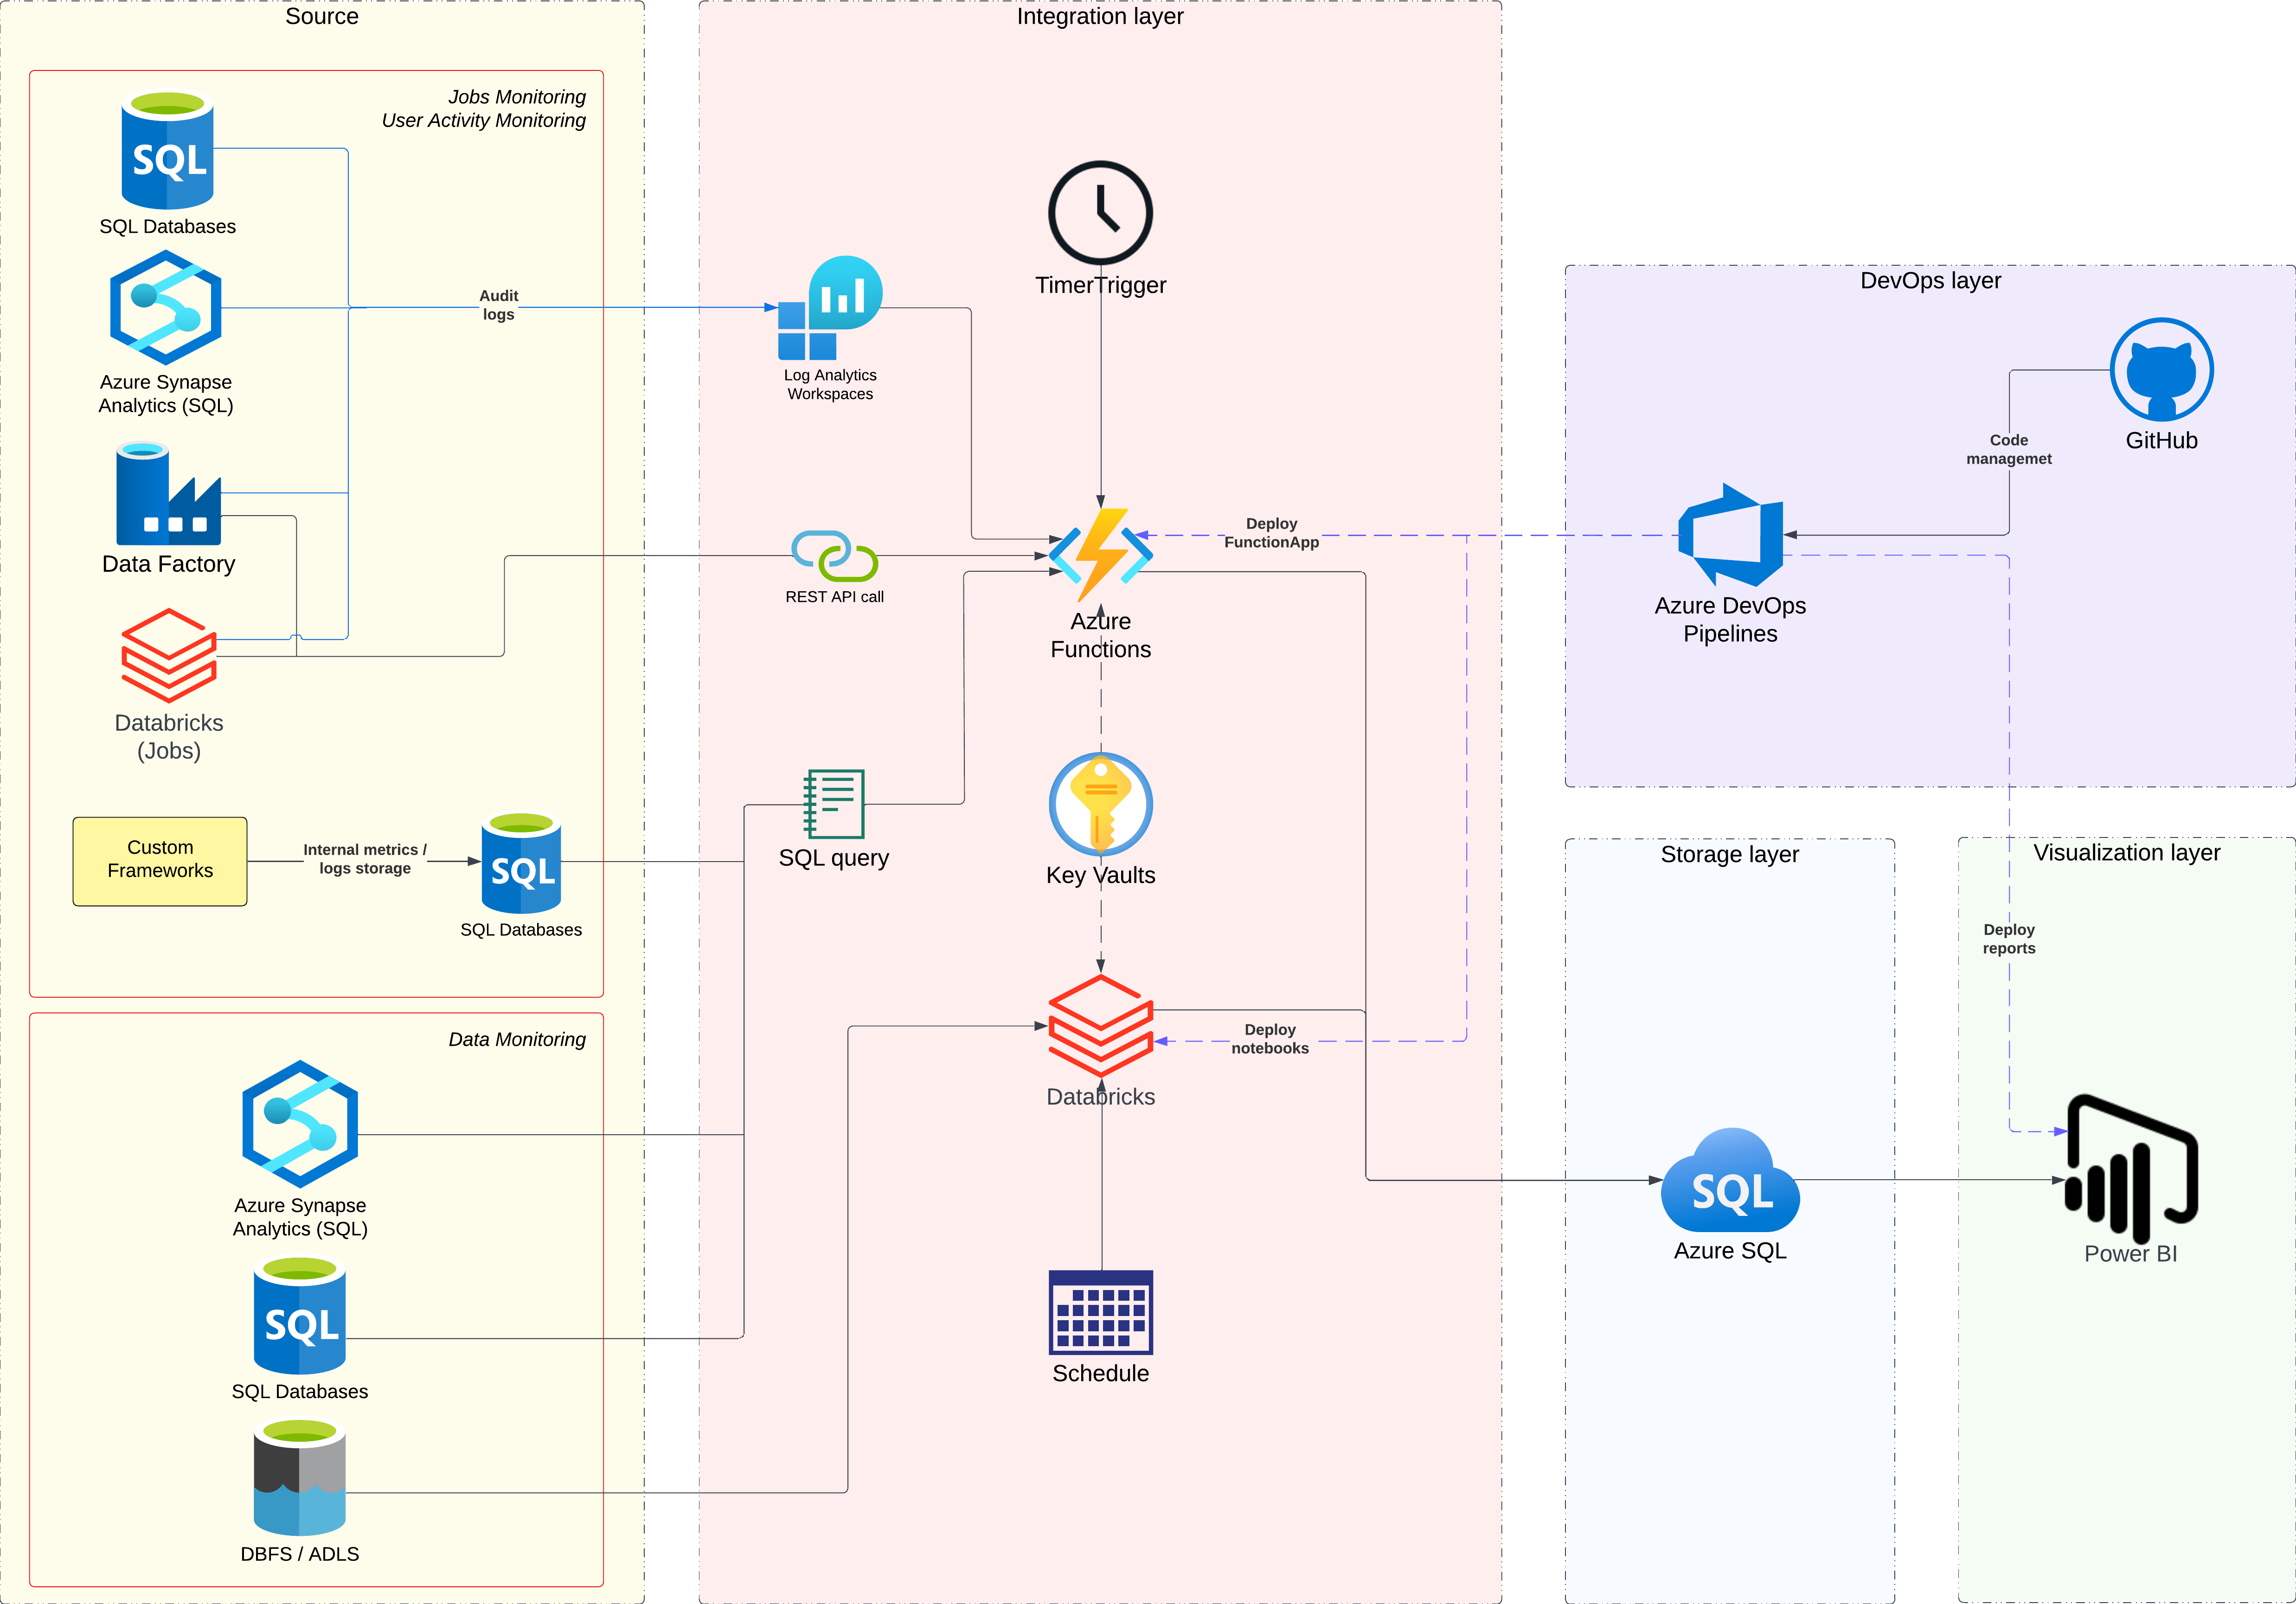 Source
Jobs Monitoring
User Activity Monitoring
SQL
SQL Databases
Azure Synapse
Analytics (SQL)
Data Factory
Databricks
(Jobs)
Audit
logs
Custom
Frameworks
Internal metrics /
logs storage
SQL
SQL Databases
Data Monitoring
Azure Synapse
Analytics (SQL)
SQL
SQL Databases
DBFS / ADLS
Integration layer
TimerTrigger
Log Analytics
Workspaces
REST API call
Azure
Functions
Deploy
FunctionApp
SQL query
Key Vaults
Databricks
Deploy
notebooks
Schedule
DevOps layer
GitHub
Code
managemet
Azure DevOps
Pipelines
Storage layer
SQL
Azure SQL
Visualization layer
Deploy
reports
Power BI